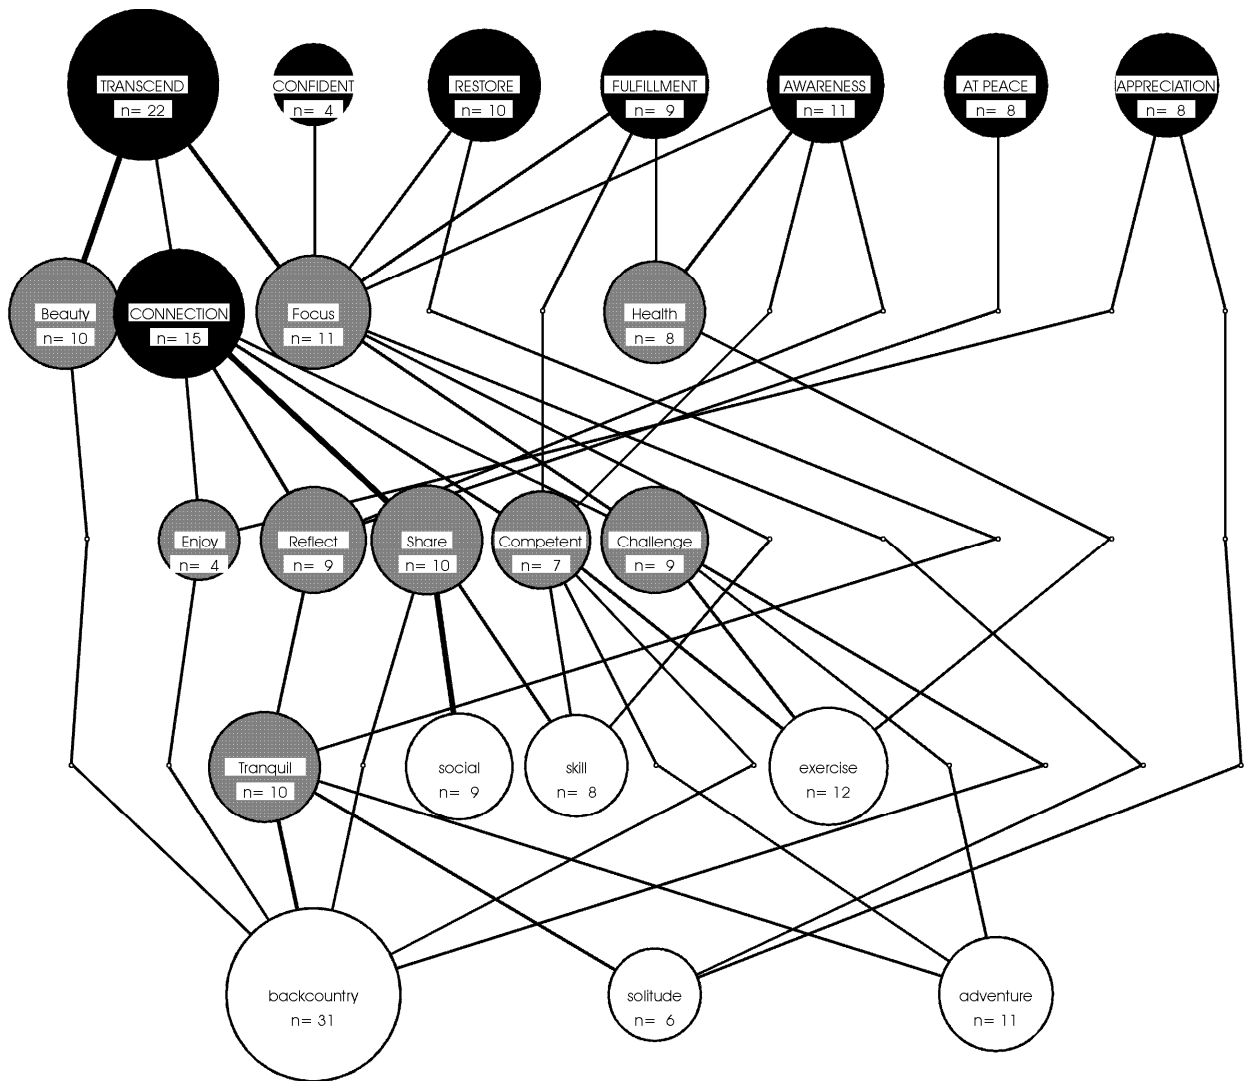 TRANSCEND
n= 22
CONFIDENT
n= 4
RESTORE
n= 10
FULFILLMENT
n= 9
AWARENESS
n= 11
AT PEACE
n= 8
APPRECIATION
n= 8
Beauty
n= 10
CONNECTION
n= 15
Focus
n= 11
Health
n= 8
Enjoy
n= 4
Reflect
n= 9
Share
n= 10
Competent
n= 7
Challenge
n= 9
Tranquil
n= 10
social
n= 9
skill
n= 8
exercise
n= 12
backcountry
n= 31
solitude
n= 6
adventure
n= 11